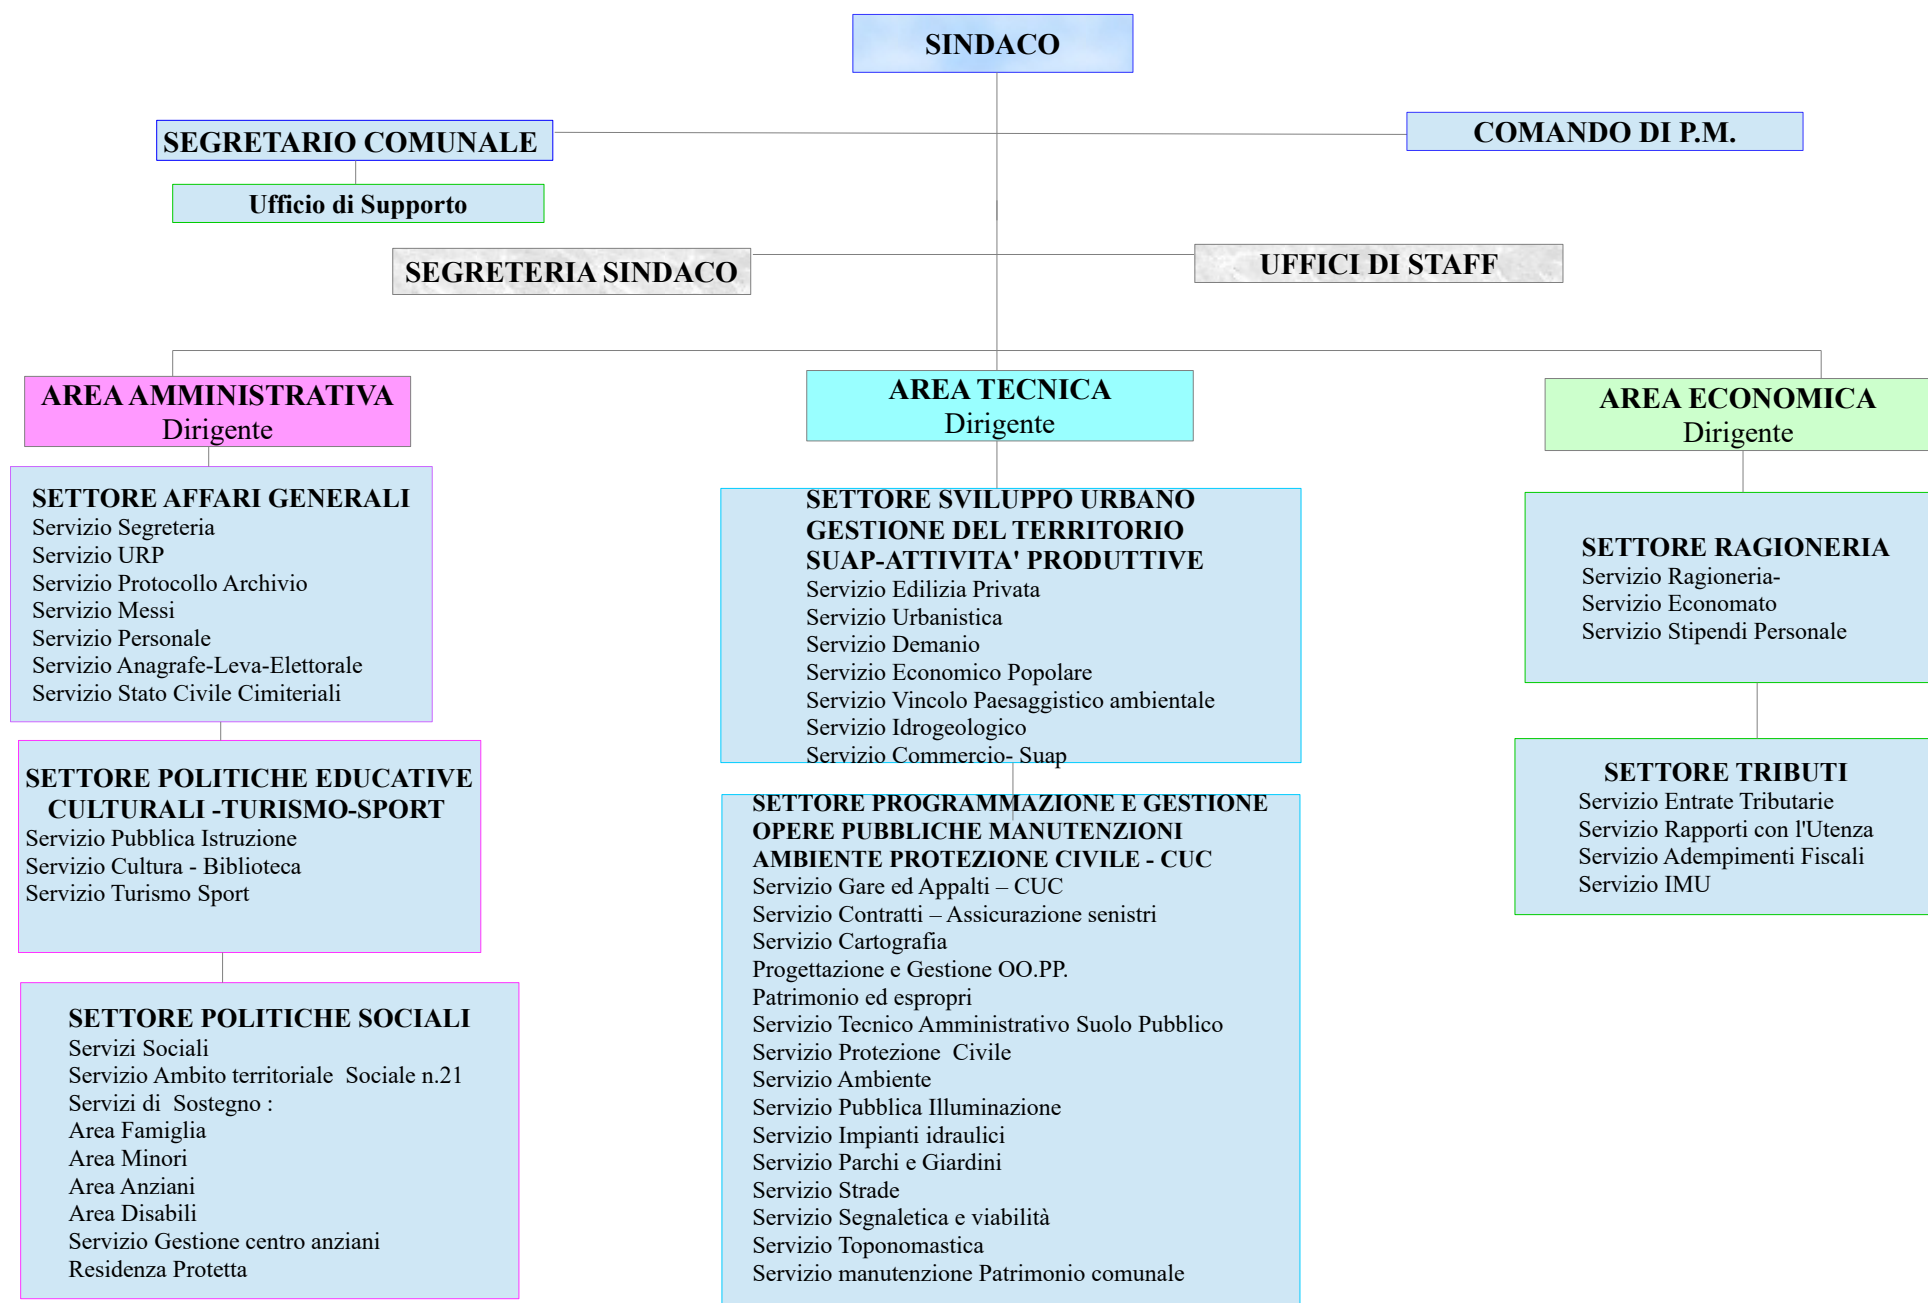 SINDACO
SEGRETARIO COMUNALE
COMANDO DI P.M.
Ufficio di Supporto
SEGRETERIA SINDACO
UFFICI DI STAFF
AREA AMMINISTRATIVA
Dirigente
SETTORE AFFARI GENERALI
Servizio Segreteria
Servizio URP
Servizio Protocollo Archivio
Servizio Messi
Servizio Personale
Servizio Anagrafe-Leva-Elettorale
Servizio Stato Civile Cimiteriali
SETTORE POLITICHE EDUCATIVE
CULTURALI -TURISMO-SPORT
Servizio Pubblica Istruzione
Servizio Cultura - Biblioteca
Servizio Turismo Sport
SETTORE POLITICHE SOCIALI
Servizi Sociali
Servizio Ambito territoriale  Sociale n.21
Servizi di  Sostegno :
Area Famiglia
Area Minori
Area Anziani
Area Disabili
Servizio Gestione centro anziani
Residenza Protetta
AREA TECNICA
Dirigente
SETTORE SVILUPPO URBANO
GESTIONE DEL TERRITORIO
SUAP-ATTIVITA' PRODUTTIVE
Servizio Edilizia Privata
Servizio Urbanistica
Servizio Demanio
Servizio Economico Popolare
Servizio Vincolo Paesaggistico ambientale
Servizio Idrogeologico
Servizio Commercio- Suap
SETTORE PROGRAMMAZIONE E GESTIONE
OPERE PUBBLICHE MANUTENZIONI
AMBIENTE PROTEZIONE CIVILE - CUC
Servizio Gare ed Appalti – CUC
Servizio Contratti – Assicurazione senistri
Servizio Cartografia
Progettazione e Gestione OO.PP.
Patrimonio ed espropri
Servizio Tecnico Amministrativo Suolo Pubblico
Servizio Protezione  Civile
Servizio Ambiente
Servizio Pubblica Illuminazione
Servizio Impianti idraulici
Servizio Parchi e Giardini
Servizio Strade
Servizio Segnaletica e viabilità
Servizio Toponomastica
Servizio manutenzione Patrimonio comunale
AREA ECONOMICA
Dirigente
SETTORE RAGIONERIA
Servizio Ragioneria-
Servizio Economato
Servizio Stipendi Personale
SETTORE TRIBUTI
Servizio Entrate Tributarie
Servizio Rapporti con l'Utenza
Servizio Adempimenti Fiscali
Servizio IMU